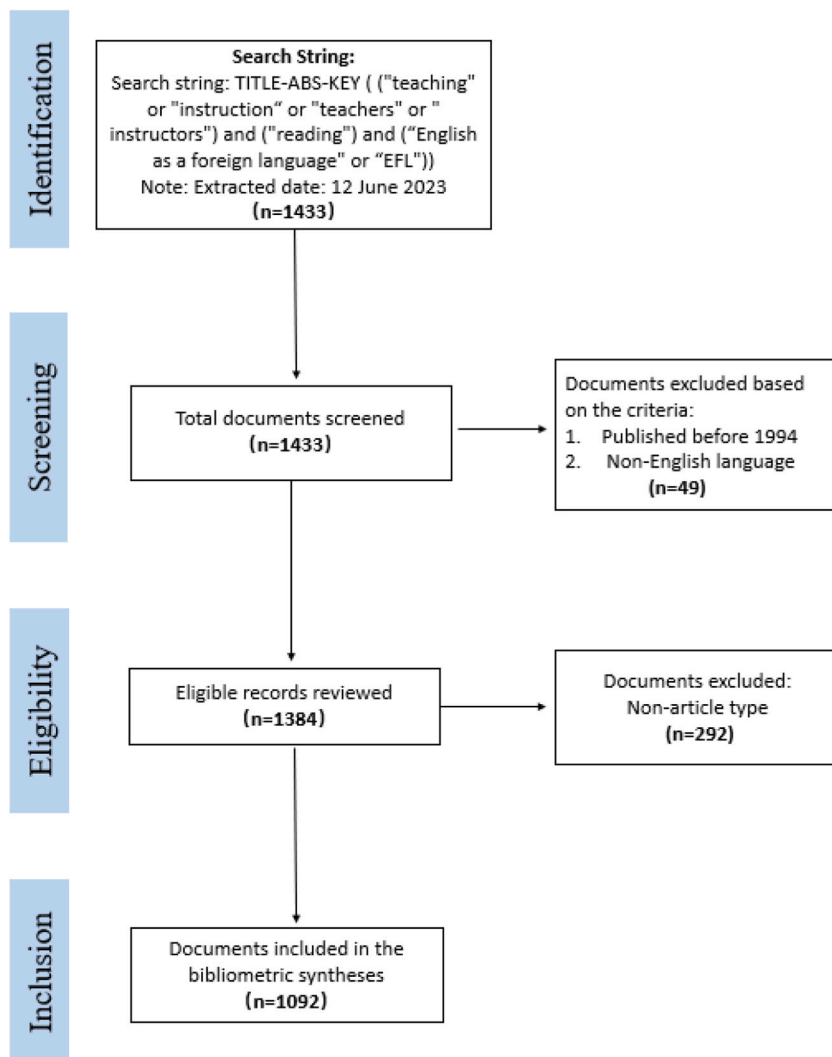 Identification
Search String:
Search string: TITLE-ABS-KEY ( ("teaching"
or "instruction“ or "teachers" or "
instructors") and ("reading") and (“English
as a foreign language" or “EFL"))
Note: Extracted date: 12 June 2023
(n=1433)
Screening
Total documents screened
(n=1433)
Documents excluded based
on the criteria:
1. Published before 1994
2. Non-English language
(n=49)
Eligibility
Eligible records reviewed
(n=1384)
Documents excluded:
Non-article type
(n=292)
Inclusion
Documents included in the
bibliometric syntheses
(n=1092)